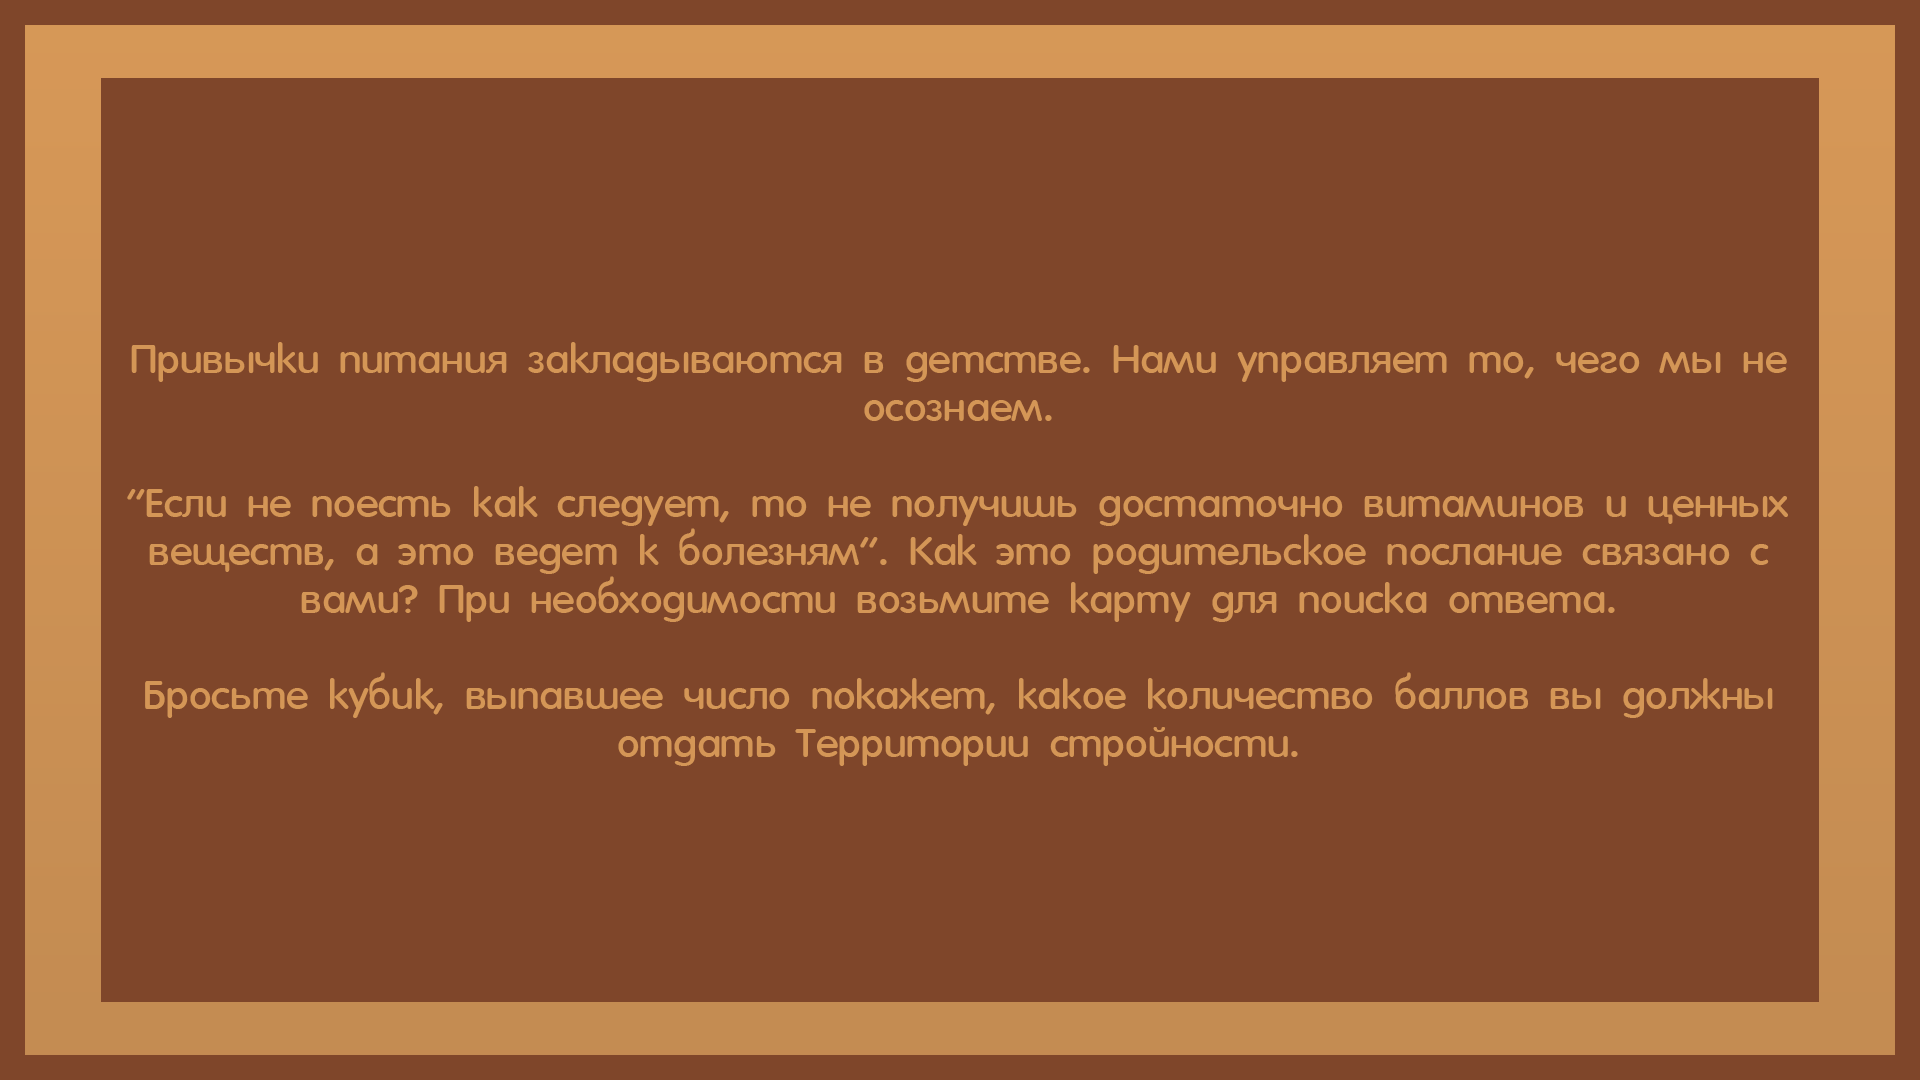 Привычки питания закладываются в детстве. Нами управляет то, чего мы не
осознаем.
"Если не поесть как следует, то не получишь достаточно витаминов и ценных
веществ, а это ведет к болезням". Как это родительское послание связано с
вами? При необходимости возьмите карту для поиска ответа.
Бросьте кубик, выпавшее число покажет, какое количество баллов вы должны
отдать Территории стройности.